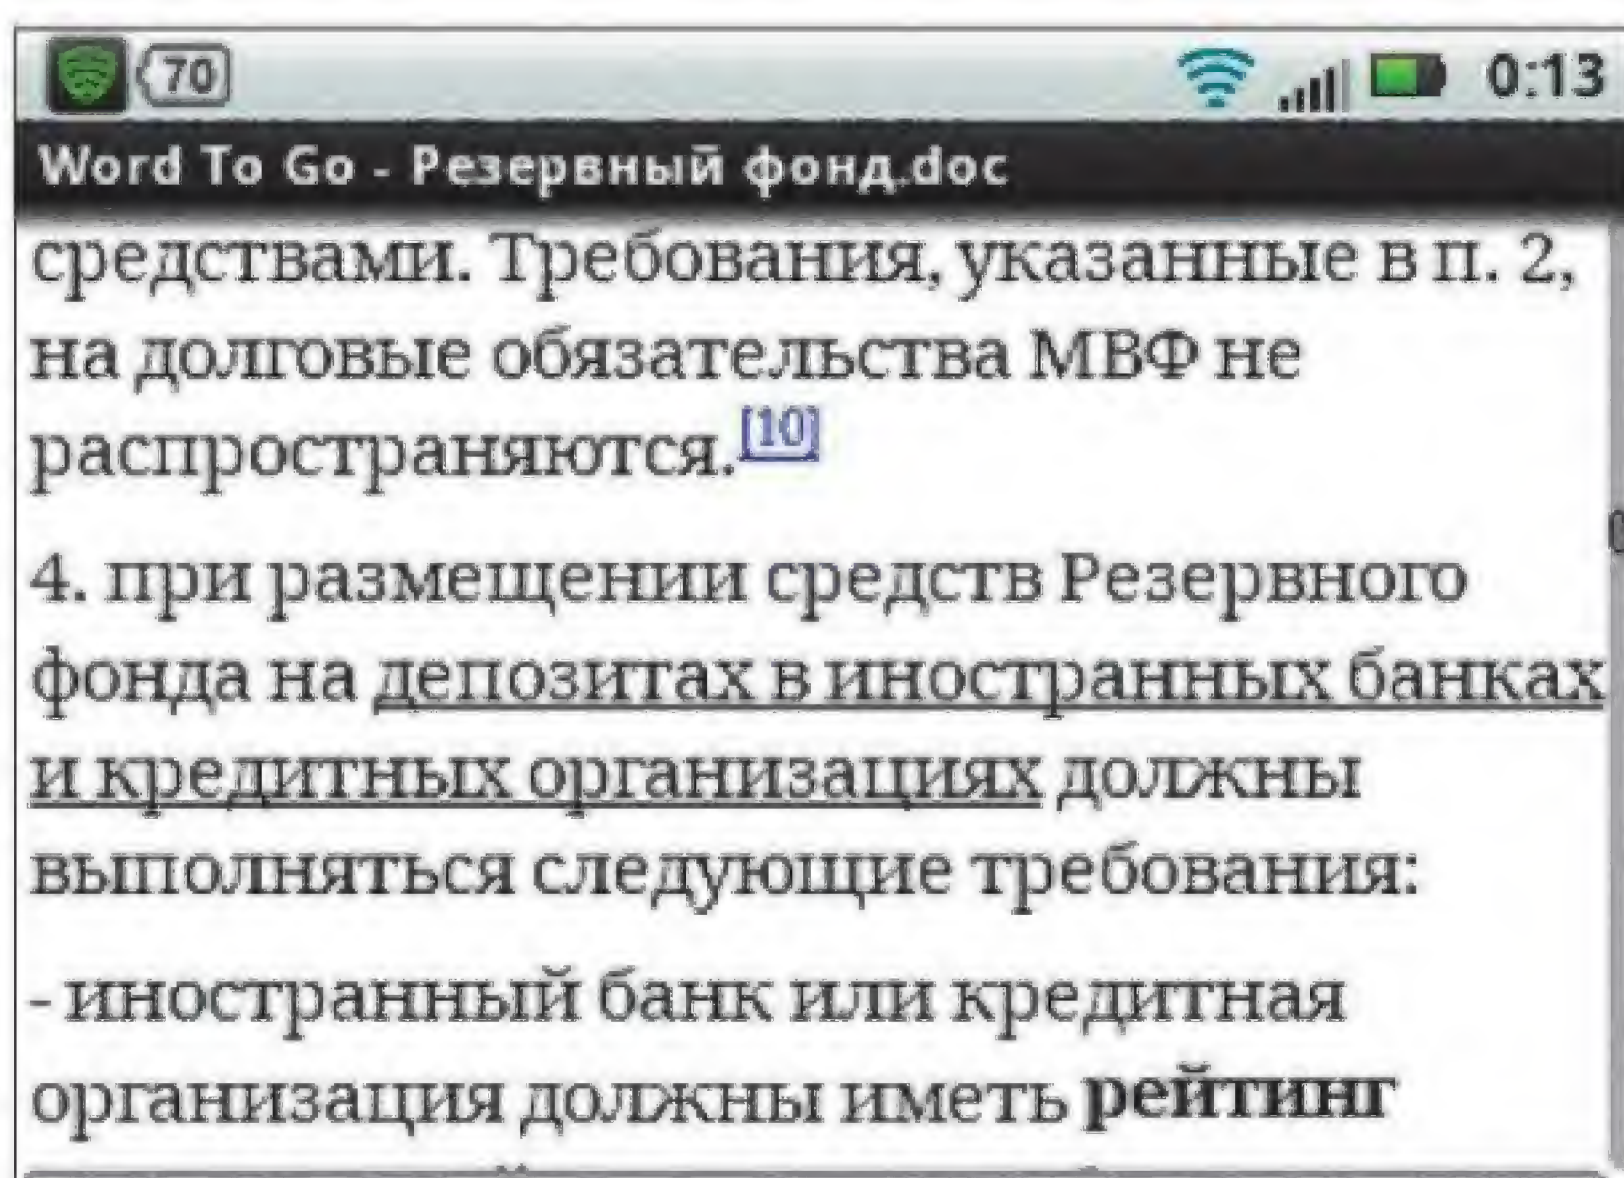 70 0:13
Word To Go - Резервный фонд.doc
средствами. Требования, указанные в п. 2,
на долговые обязательства МВФ не
распространяются.[10]
4. при размещении средств Резервного
фонда на депозитах в иностранных банках
и кредитных организациях должны
выполняться следующие требования:
- иностранный банк или кредитная
организация должны иметь рейтинг